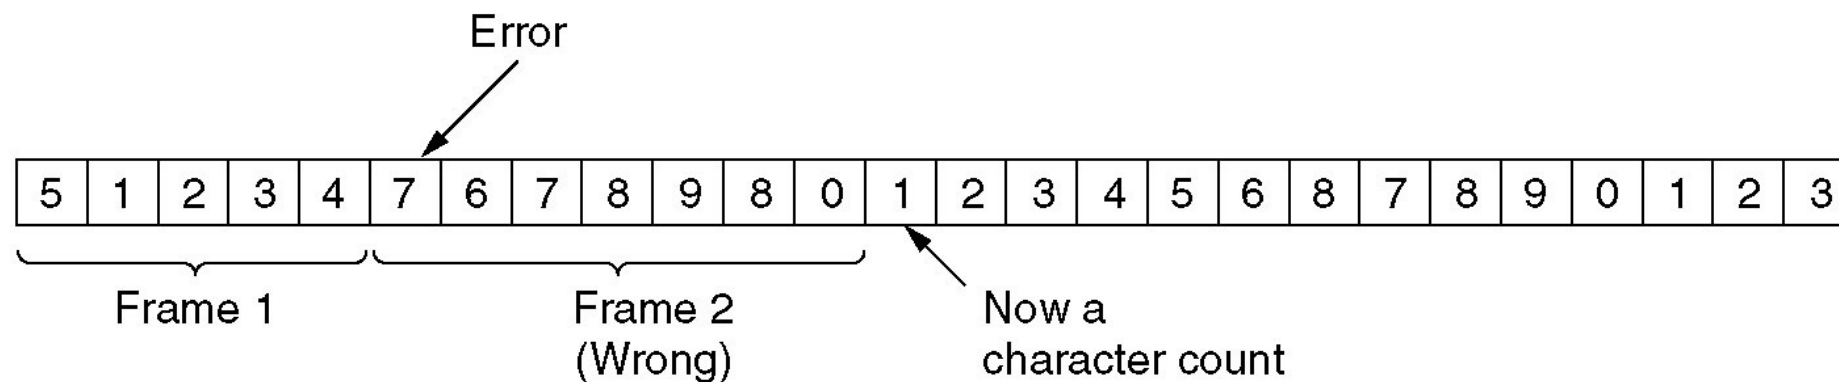 Error
5 1 2 3 4 7 6 7 8 9 8 0 1 2 3 4 5 6 8 7 8 9 0 1 2 3
Frame 1
Frame 2
(Wrong)
Now a
character count